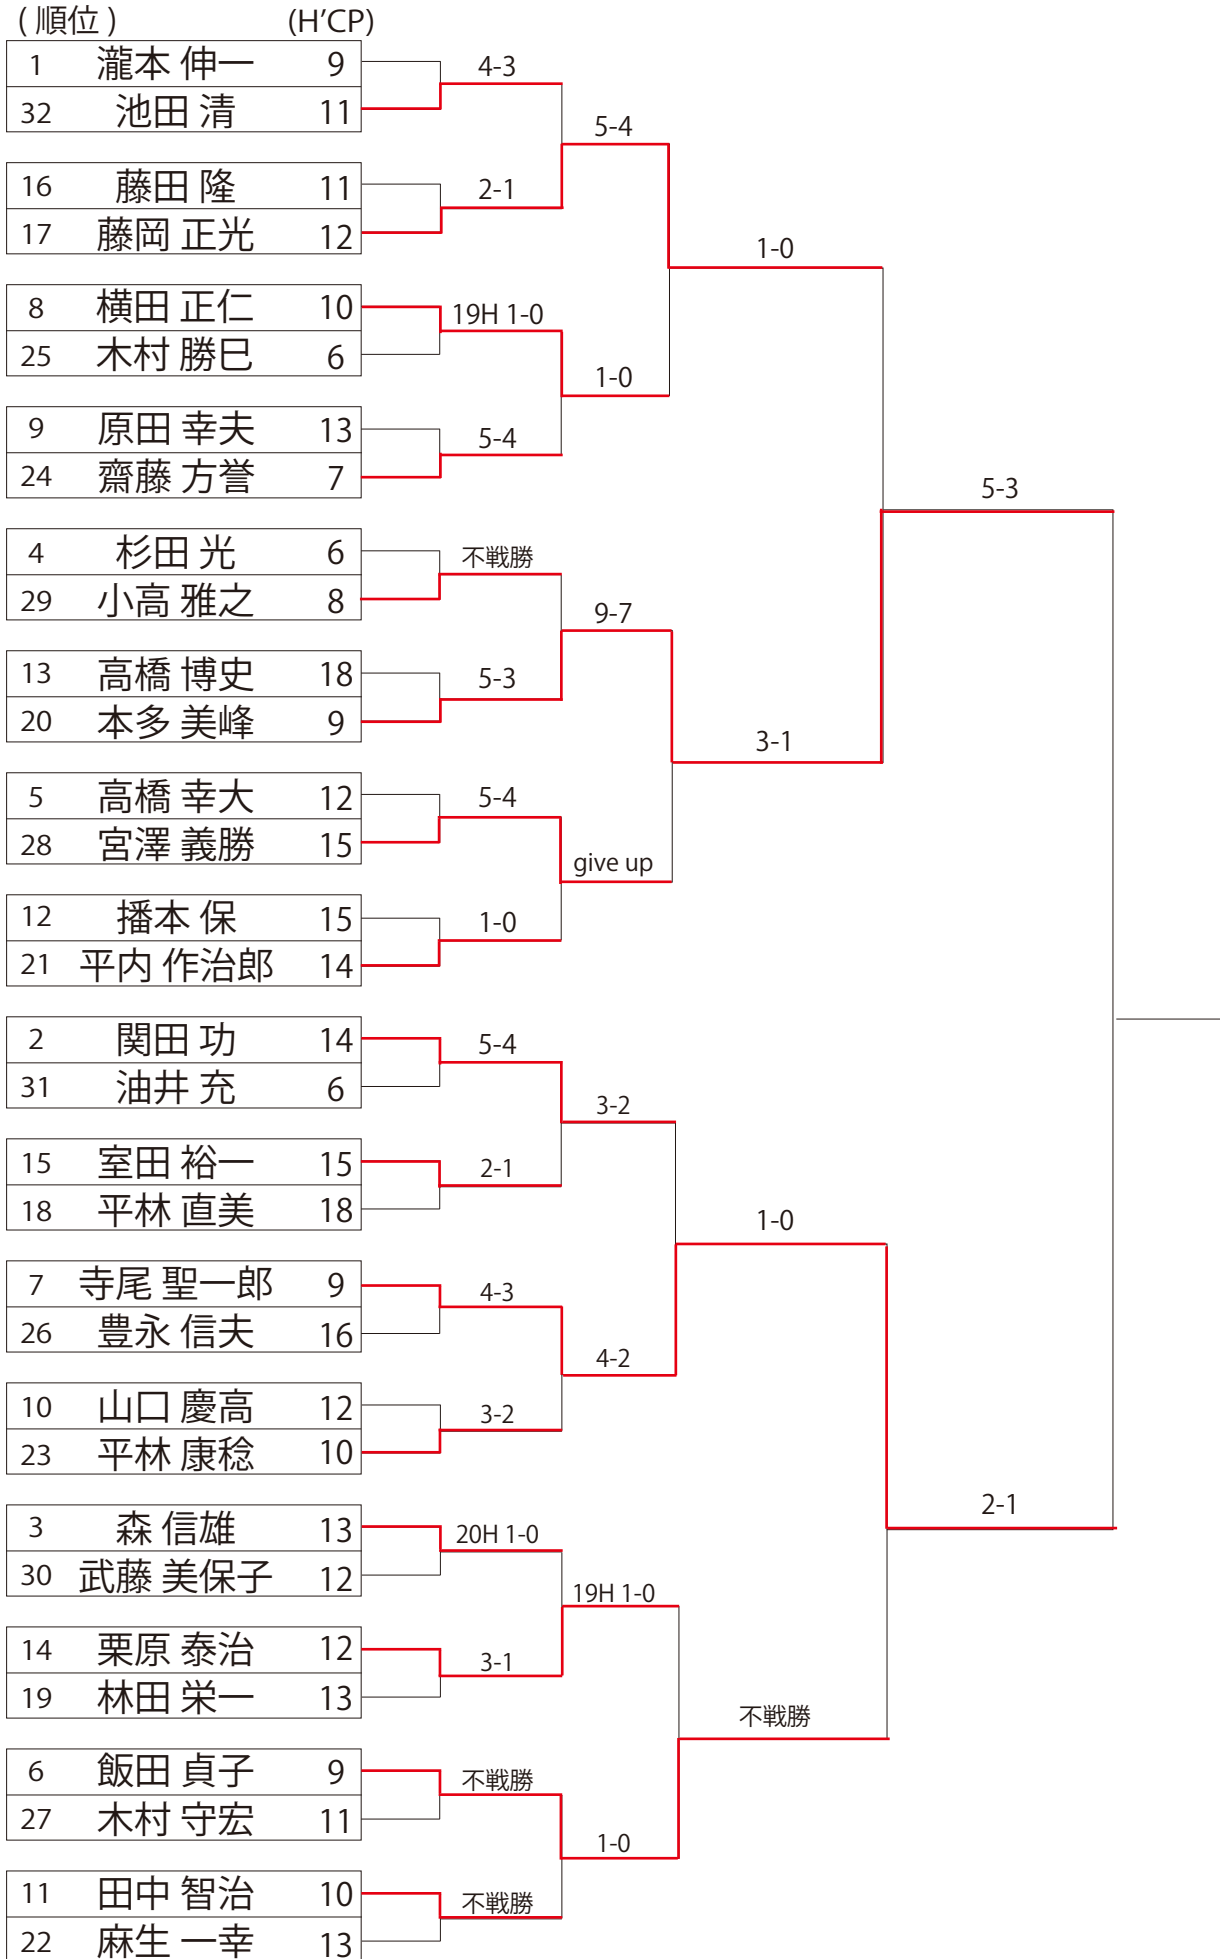 (順位) (H'CP)
1 瀧本 伸一 9
4-3
32 池田 清 11
5-4
16 藤田 隆 11
2-1
17 藤岡 正光 12
1-0
8 横田 正仁 10
19H 1-0
25 木村 勝巳 6
1-0
9 原田 幸夫 13
5-4
24 齋藤 方誉 7
5-3
4 杉田 光 6
不戦勝
29 小高 雅之 8
9-7
13 高橋 博史 18
5-3
20 本多 美峰 9
3-1
5 高橋 幸大 12
5-4
28 宮澤 義勝 15
give up
12 播本 保 15
1-0
21 平内 作治郎 14
2 関田 功 14
5-4
31 油井 充 6
3-2
15 室田 裕一 15
2-1
18 平林 直美 18
1-0
7 寺尾 聖一郎 9
4-3
26 豊永 信夫 16
4-2
10 山口 慶高 12
3-2
23 平林 康稔 10
2-1
3 森 信雄 13
20H 1-0
30 武藤 美保子 12
19H 1-0
14 栗原 泰治 12
3-1
19 林田 栄一 13
不戦勝
6 飯田 貞子 9
不戦勝
27 木村 守宏 11
1-0
11 田中 智治 10
不戦勝
22 麻生 一幸 13